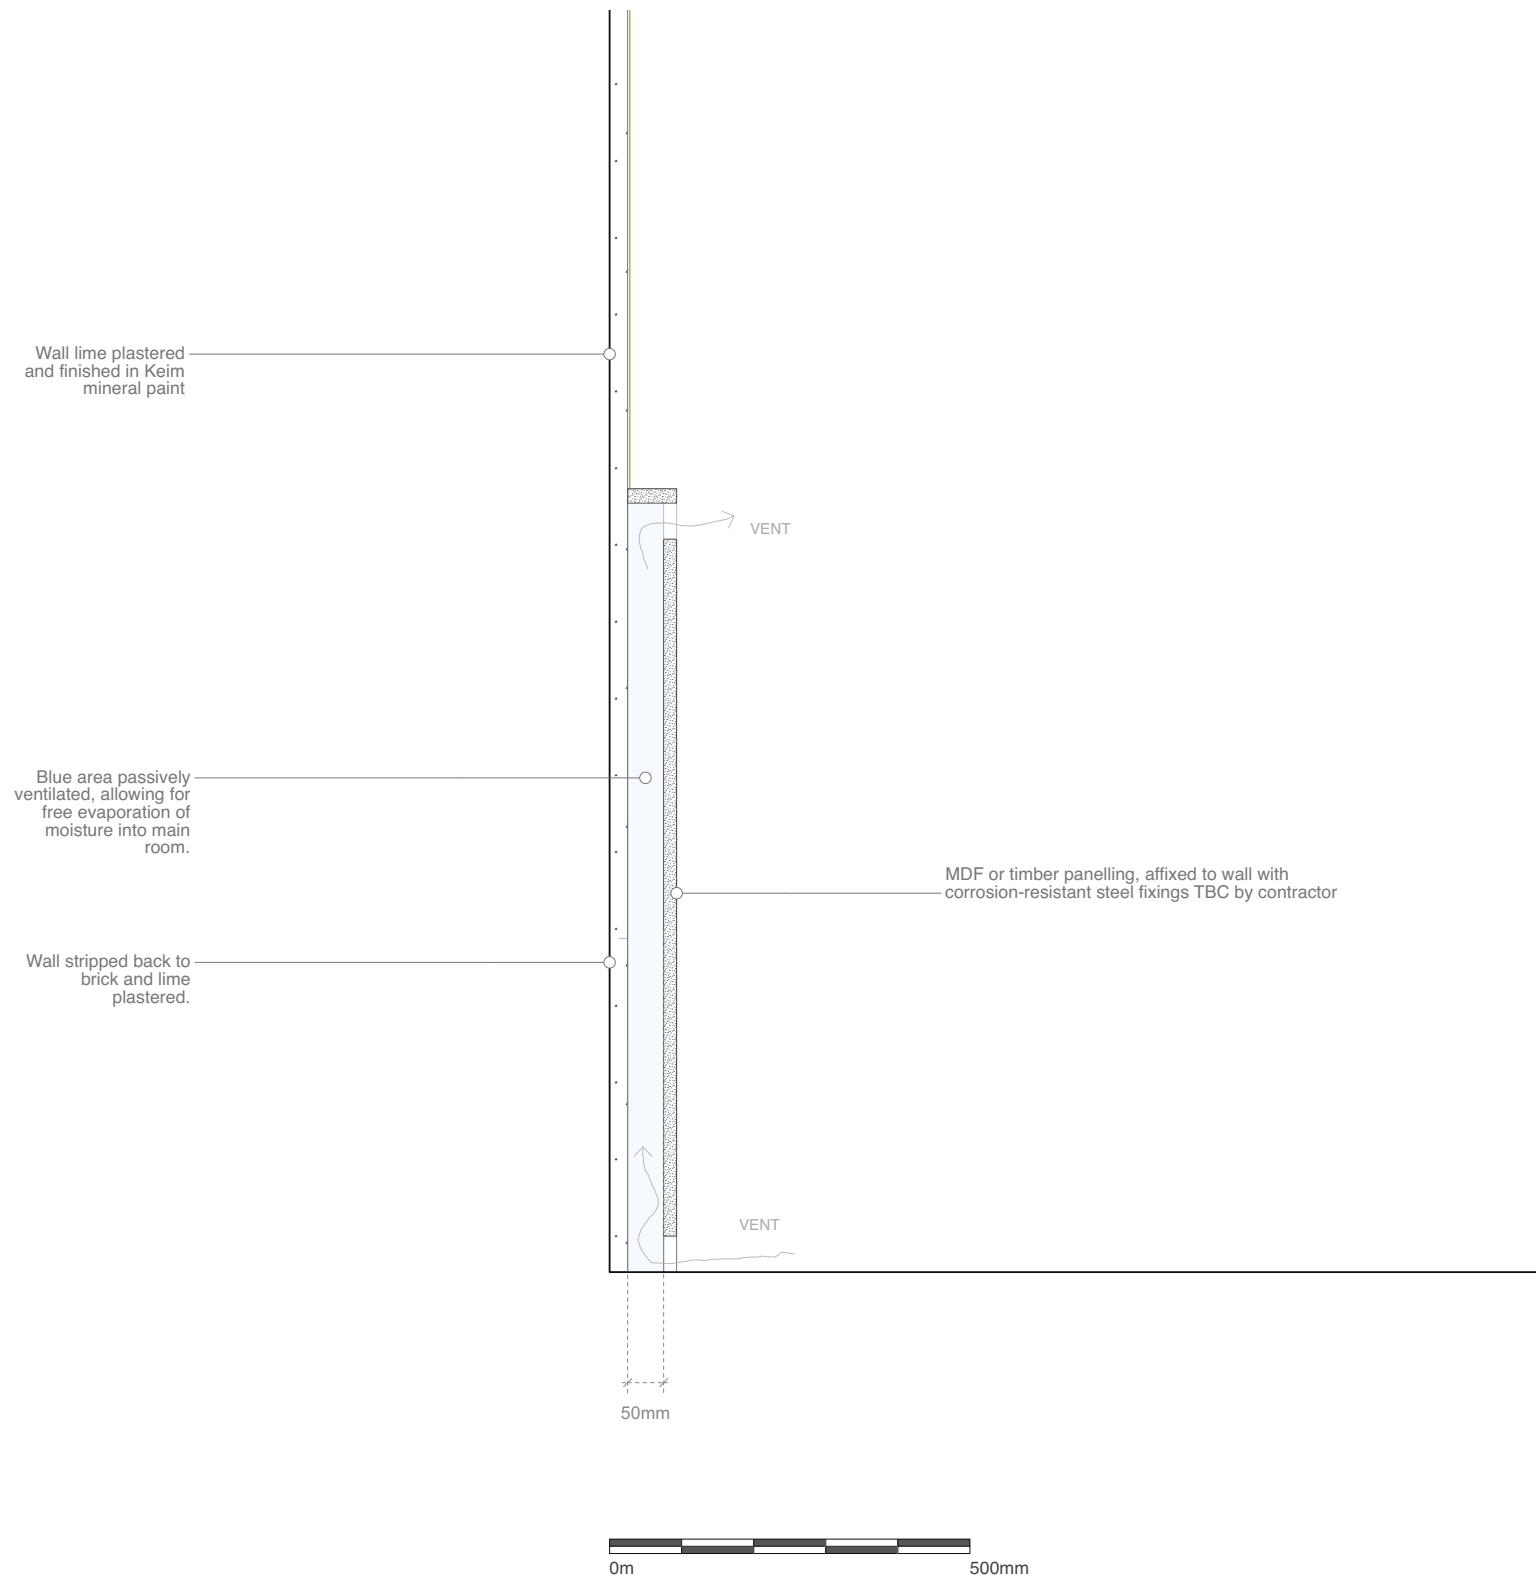 Wall lime plastered
and finished in Keim
mineral paint
VENT
Blue area passively
ventilated, allowing for
free evaporation of
moisture into main
room.
MDF or timber panelling, affixed to wall with
corrosion-resistant steel fixings TBC by contractor
Wall stripped back to
brick and lime
plastered.
VENT
50mm
0m
500mm